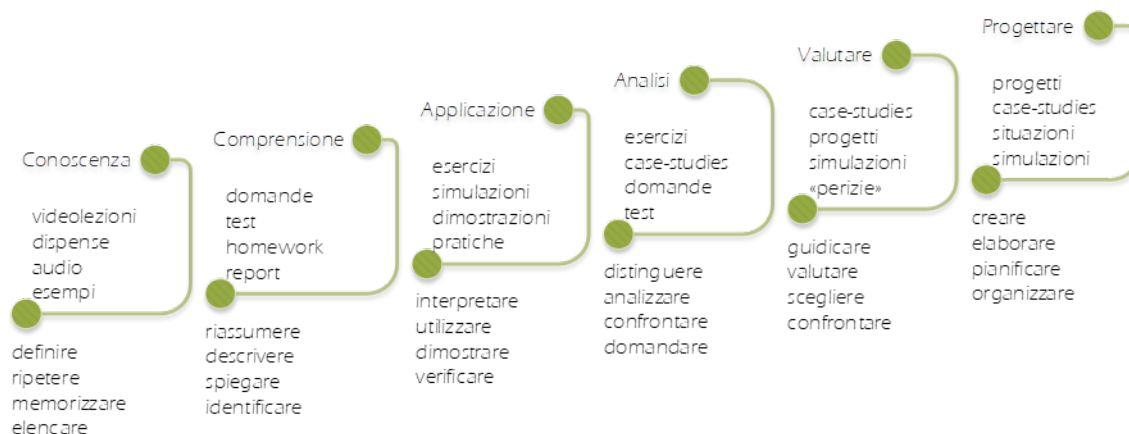 Conoscenza
videolezioni
dispense
audio
esempi
definire
ripetere
memorizzare
elencare
Comprensione
domande
test
homework
report
riassumere
descrivere
spiegare
identificare
Applicazione
esercizi
simulazioni
dimostrazioni
pratiche
interpretare
utilizzare
dimostrare
verificare
Analisi
esercizi
case-studies
domande
test
distinguere
analizzare
confrontare
domandare
Valutare
case-studies
progetti
simulazioni
«perizie»
guidicare
valutare
scegliere
confrontare
Progettare
progetti
case-studies
situazioni
simulazioni
creare
elaborare
pianificare
organizzare